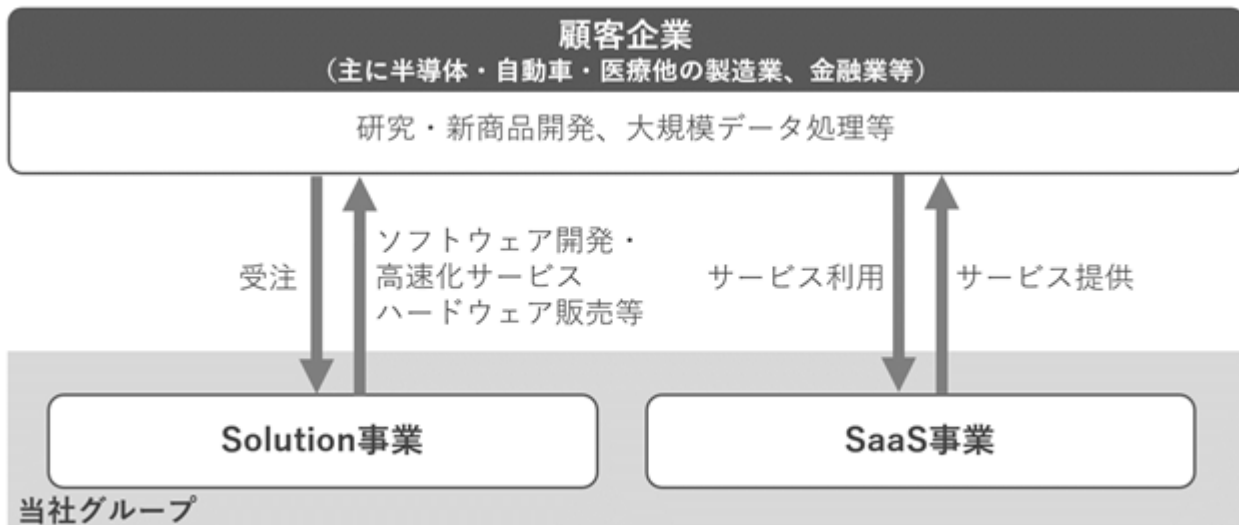 顧客企業
（主に半導体・自動車・医療他の製造業、金融業等）
研究・新商品開発、大規模データ処理等
受注
ソフトウェア開発・
高速化サービス
ハードウェア販売等
サービス利用
サービス提供
Solution事業
SaaS事業
当社グループ